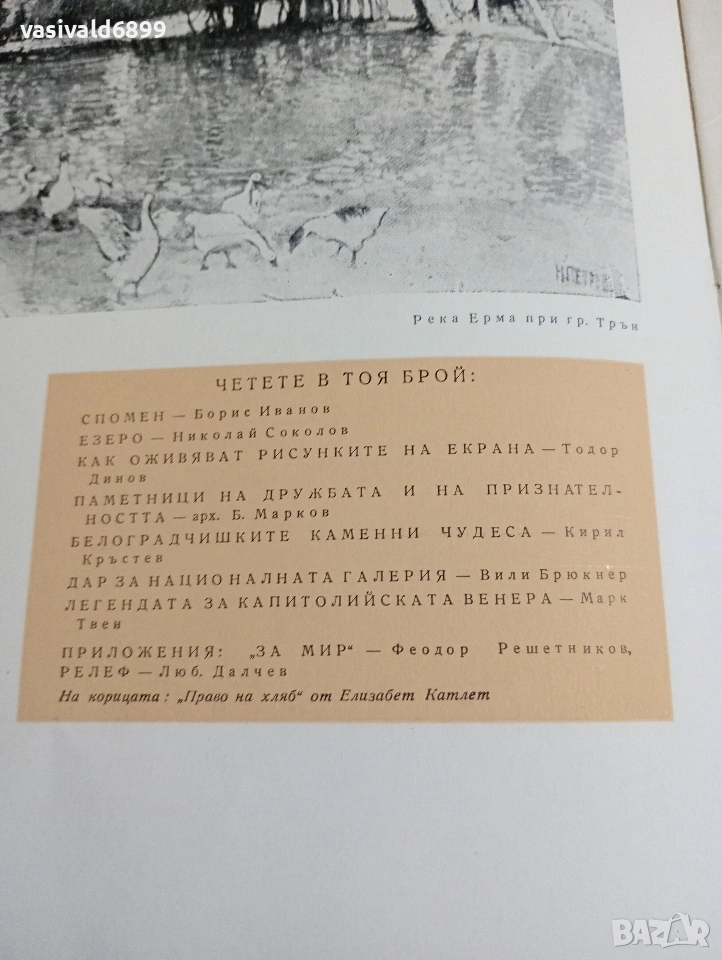 vasivald6899
Река Ерма при гр. Трън
ЧЕТЕТЕ В ТОЯ БРОЙ:
СПОМЕН — Борис Иванов
ЕЗЕРО — Николай Соколов
КАК ОЖИВЯВАТ РИСУНКИТЕ НА ЕКРАНА — Тодор
Динов
ПАМЕТНИЦИ НА ДРУЖБАТА И НА ПРИЗНАТЕЛ-
НОСТТА — арх. Б. Марков
БЕЛОГРАДЧИШКИТЕ КАМЕННИ ЧУДЕСА — Кирил
Кръстев
ДАР ЗА НАЦИОНАЛНАТА ГАЛЕРИЯ — Вили Брюкнер
ЛЕГЕНДАТА ЗА КАПИТОЛИЙСКАТА ВЕНЕРА — Марк
Твен
ПРИЛОЖЕНИЯ: „ЗА МИР“ — Феодор Решетников,
РЕЛЕФ — Люб. Далчев
На корицата: „Право на хляб“ от Елизабет Катлет
BAZAR